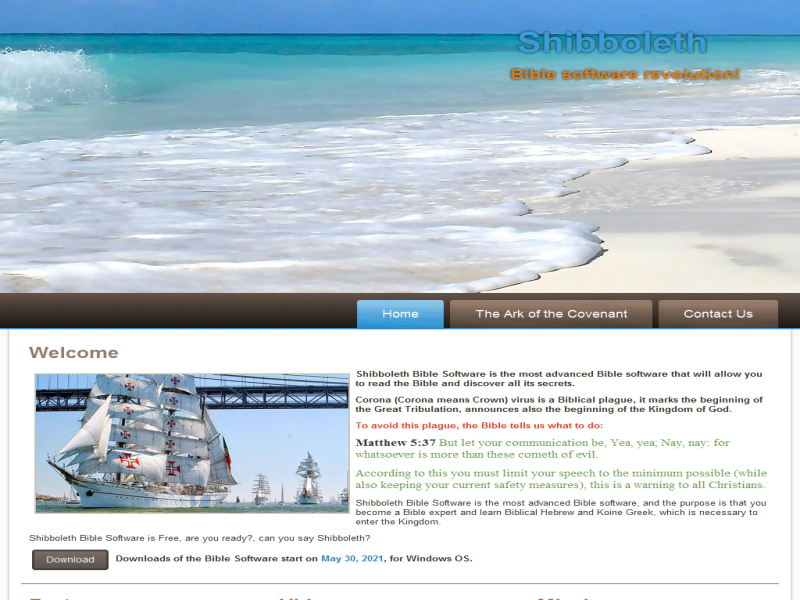 Shibboleth
Bible software revolution!
Home
The Ark of the Covenant
Contact Us
Welcome
Shibboleth Bible Software is the most advanced Bible software that will allow you
to read the Bible and discover all its secrets.
Corona (Corona means Crown) virus is a Biblical plague, it marks the beginning of
the Great Tribulation, announces also the beginning of the Kingdom of God.
To avoid this plague, the Bible tells us what to do:
Matthew 5:37 But let your communication be, Yea, yea; Nay, nay: for
whatsoever is more than these cometh of evil.
According to this you must limit your speech to the minimum possible (while
also keeping your current safety measures), this is a warning to all Christians.
Shibboleth Bible Software is the most advanced Bible software, and the purpose is that you
become a Bible expert and learn Biblical Hebrew and Koine Greek, which is necessary to
enter the Kingdom.
Shibboleth Bible Software is Free, are you ready?, can you say Shibboleth?
Download
Downloads of the Bible Software start on May 30, 2021, for Windows OS.